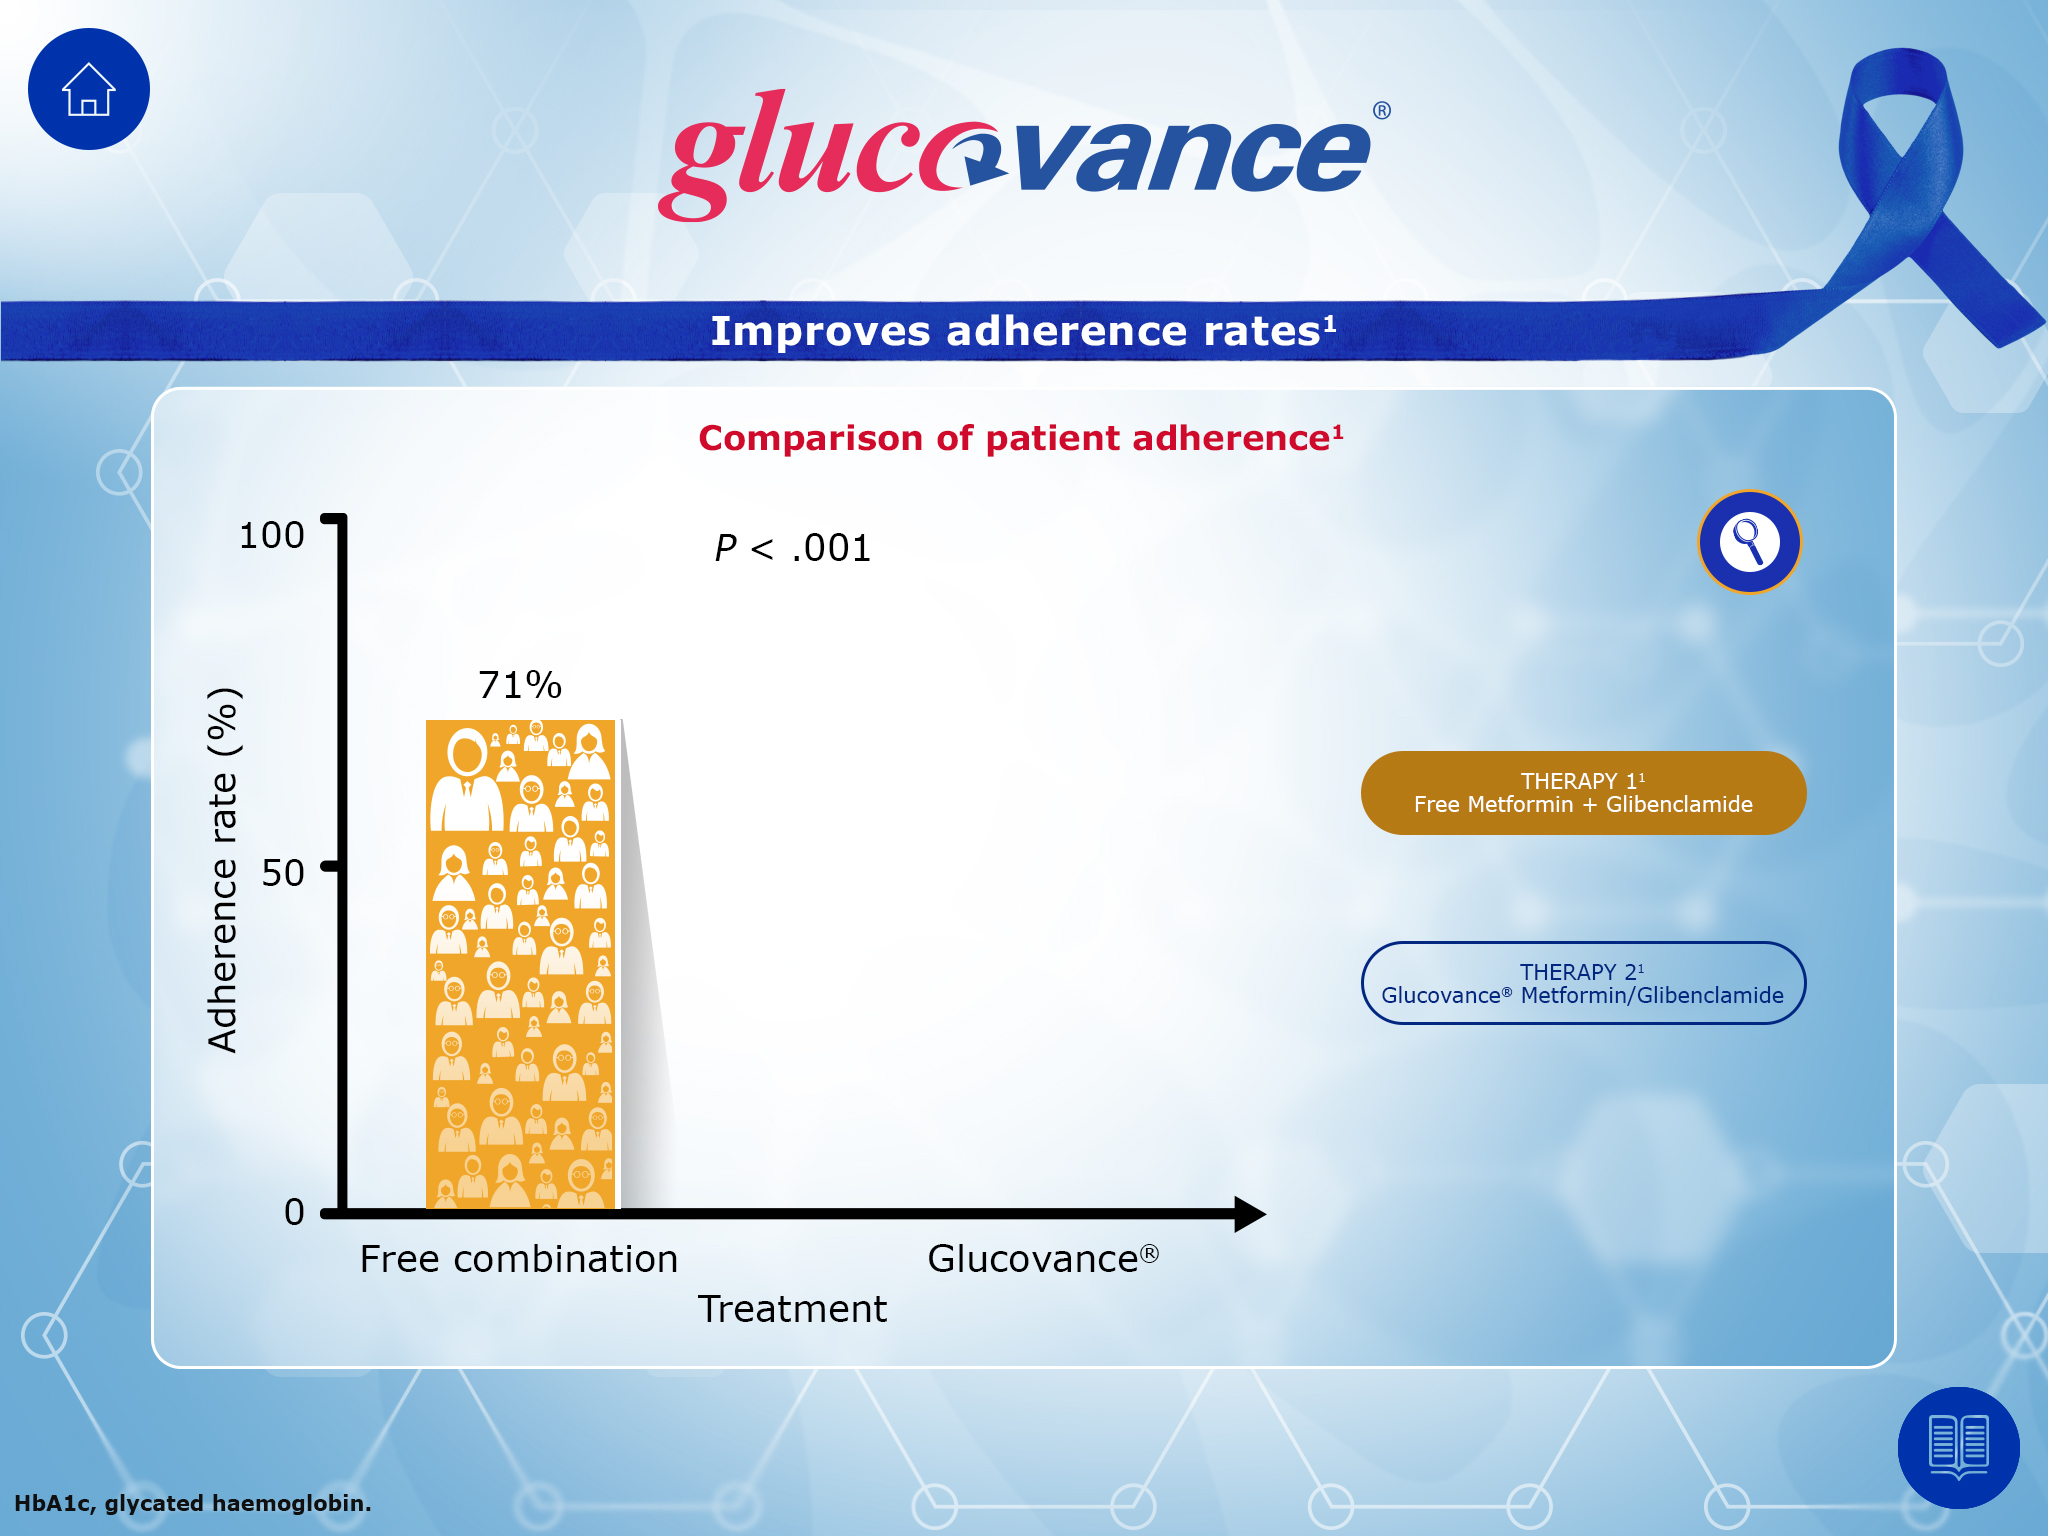 glucovance®
Improves adherence rates¹
Comparison of patient adherence¹
P < .001
100
50
0
Adherence rate (%)
71%
Free combination
Glucovance®
Treatment
THERAPY 1¹
Free Metformin + Glibenclamide
THERAPY 2¹
Glucovance® Metformin/Glibenclamide
HbA1c, glycated haemoglobin.